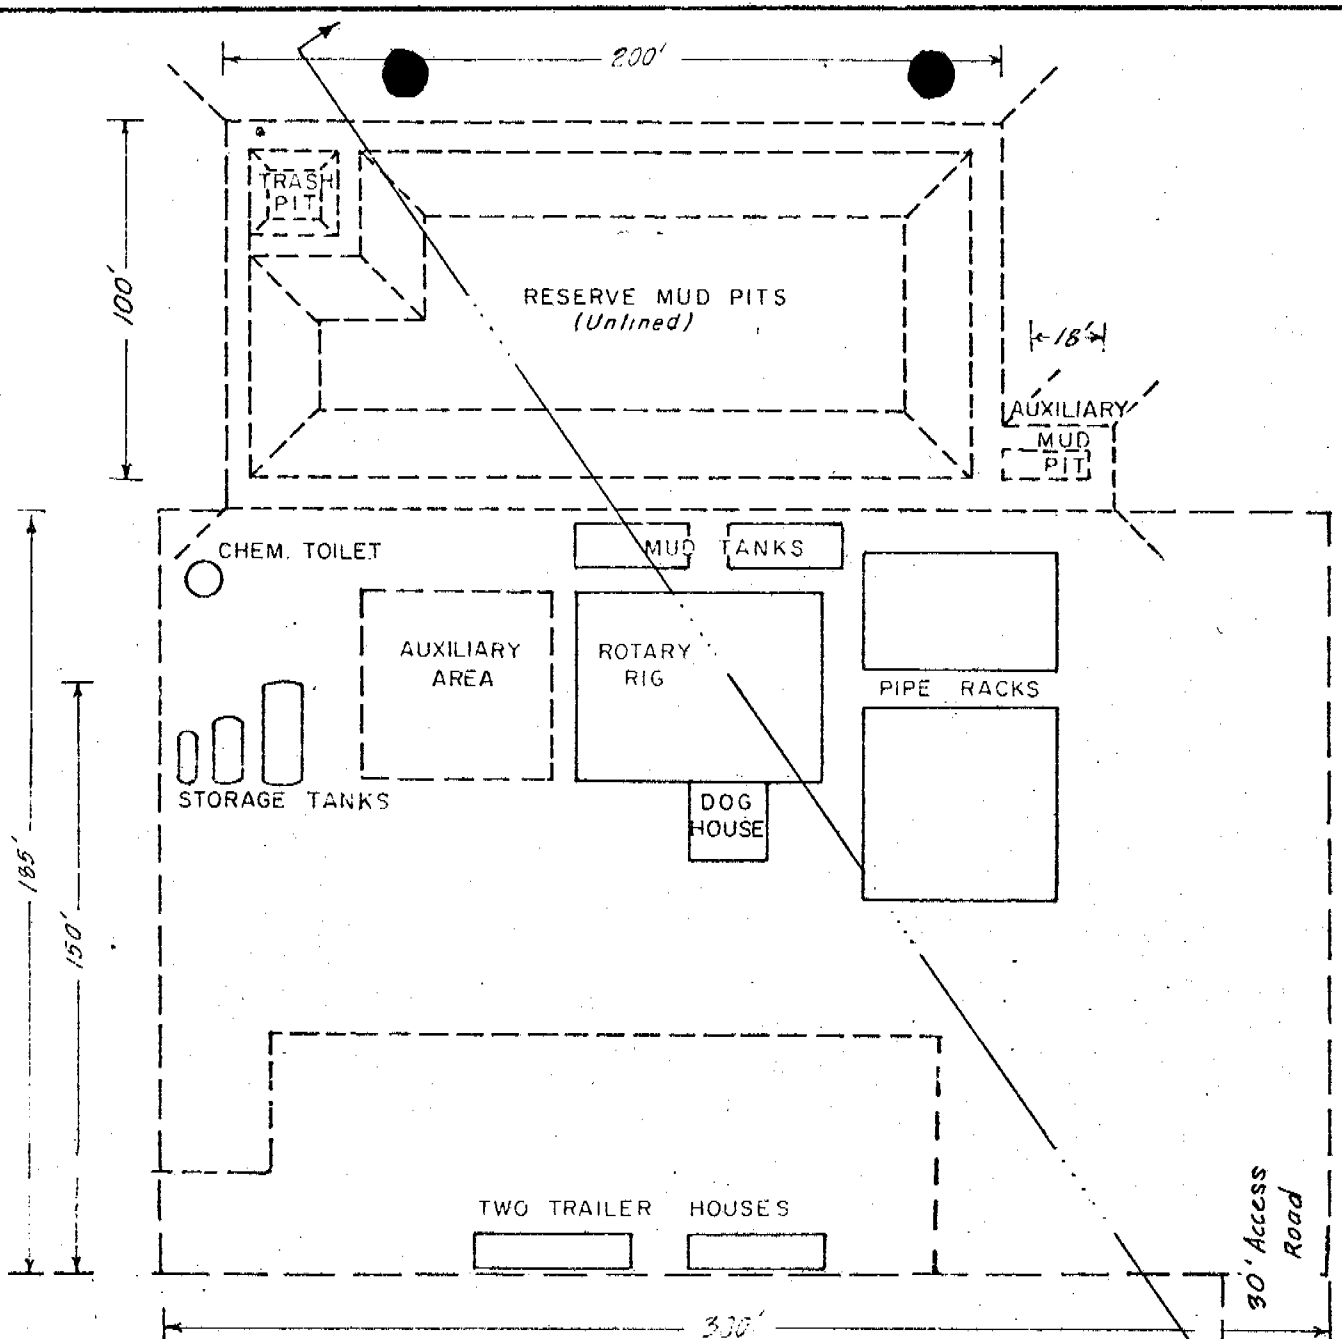 200'
TRASH
PIT
100'
RESERVE MUD PITS
(Unlined)
18'
AUXILIARY
MUD
PIT
CHEM. TOILET
MUD TANKS
AUXILIARY
AREA
ROTARY
RIG
PIPE RACKS
STORAGE TANKS
DOG
HOUSE
185'
150'
TWO TRAILER HOUSES
30' Access
Road
300'